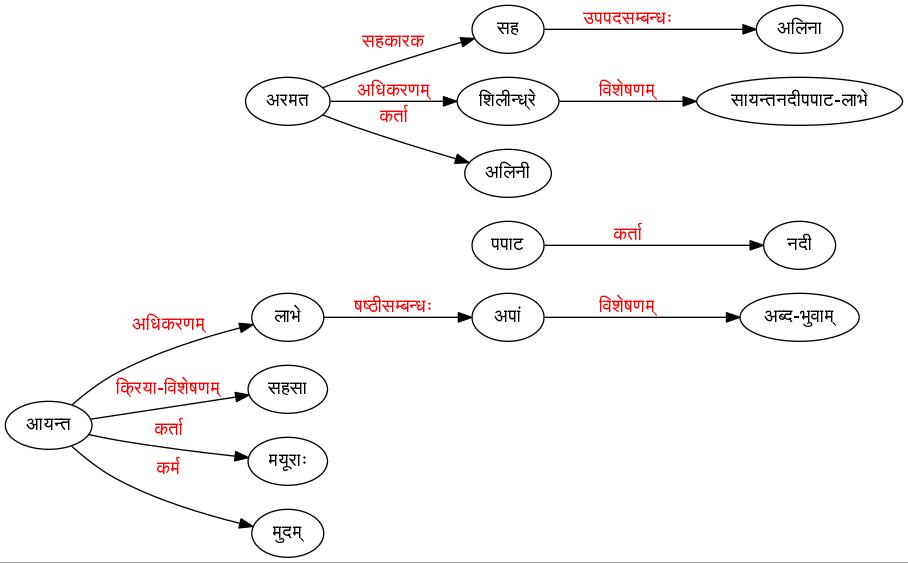 सह
उपपदसम्बन्धः
अलिना
सहकारक
अरमत
अधिकरणम्
शिलीन्ध्रे
विशेषणम्
सायन्तनदीपपाट-लाभे
कर्ता
अलिनी
पपाट
कर्ता
नदी
अधिकरणम्
लाभे
षष्ठीसम्बन्धः
अपां
विशेषणम्
अब्द-भुवाम्
क्रिया-विशेषणम्
सहसा
आयन्त
कर्ता
मयूराः
कर्म
मुदम्